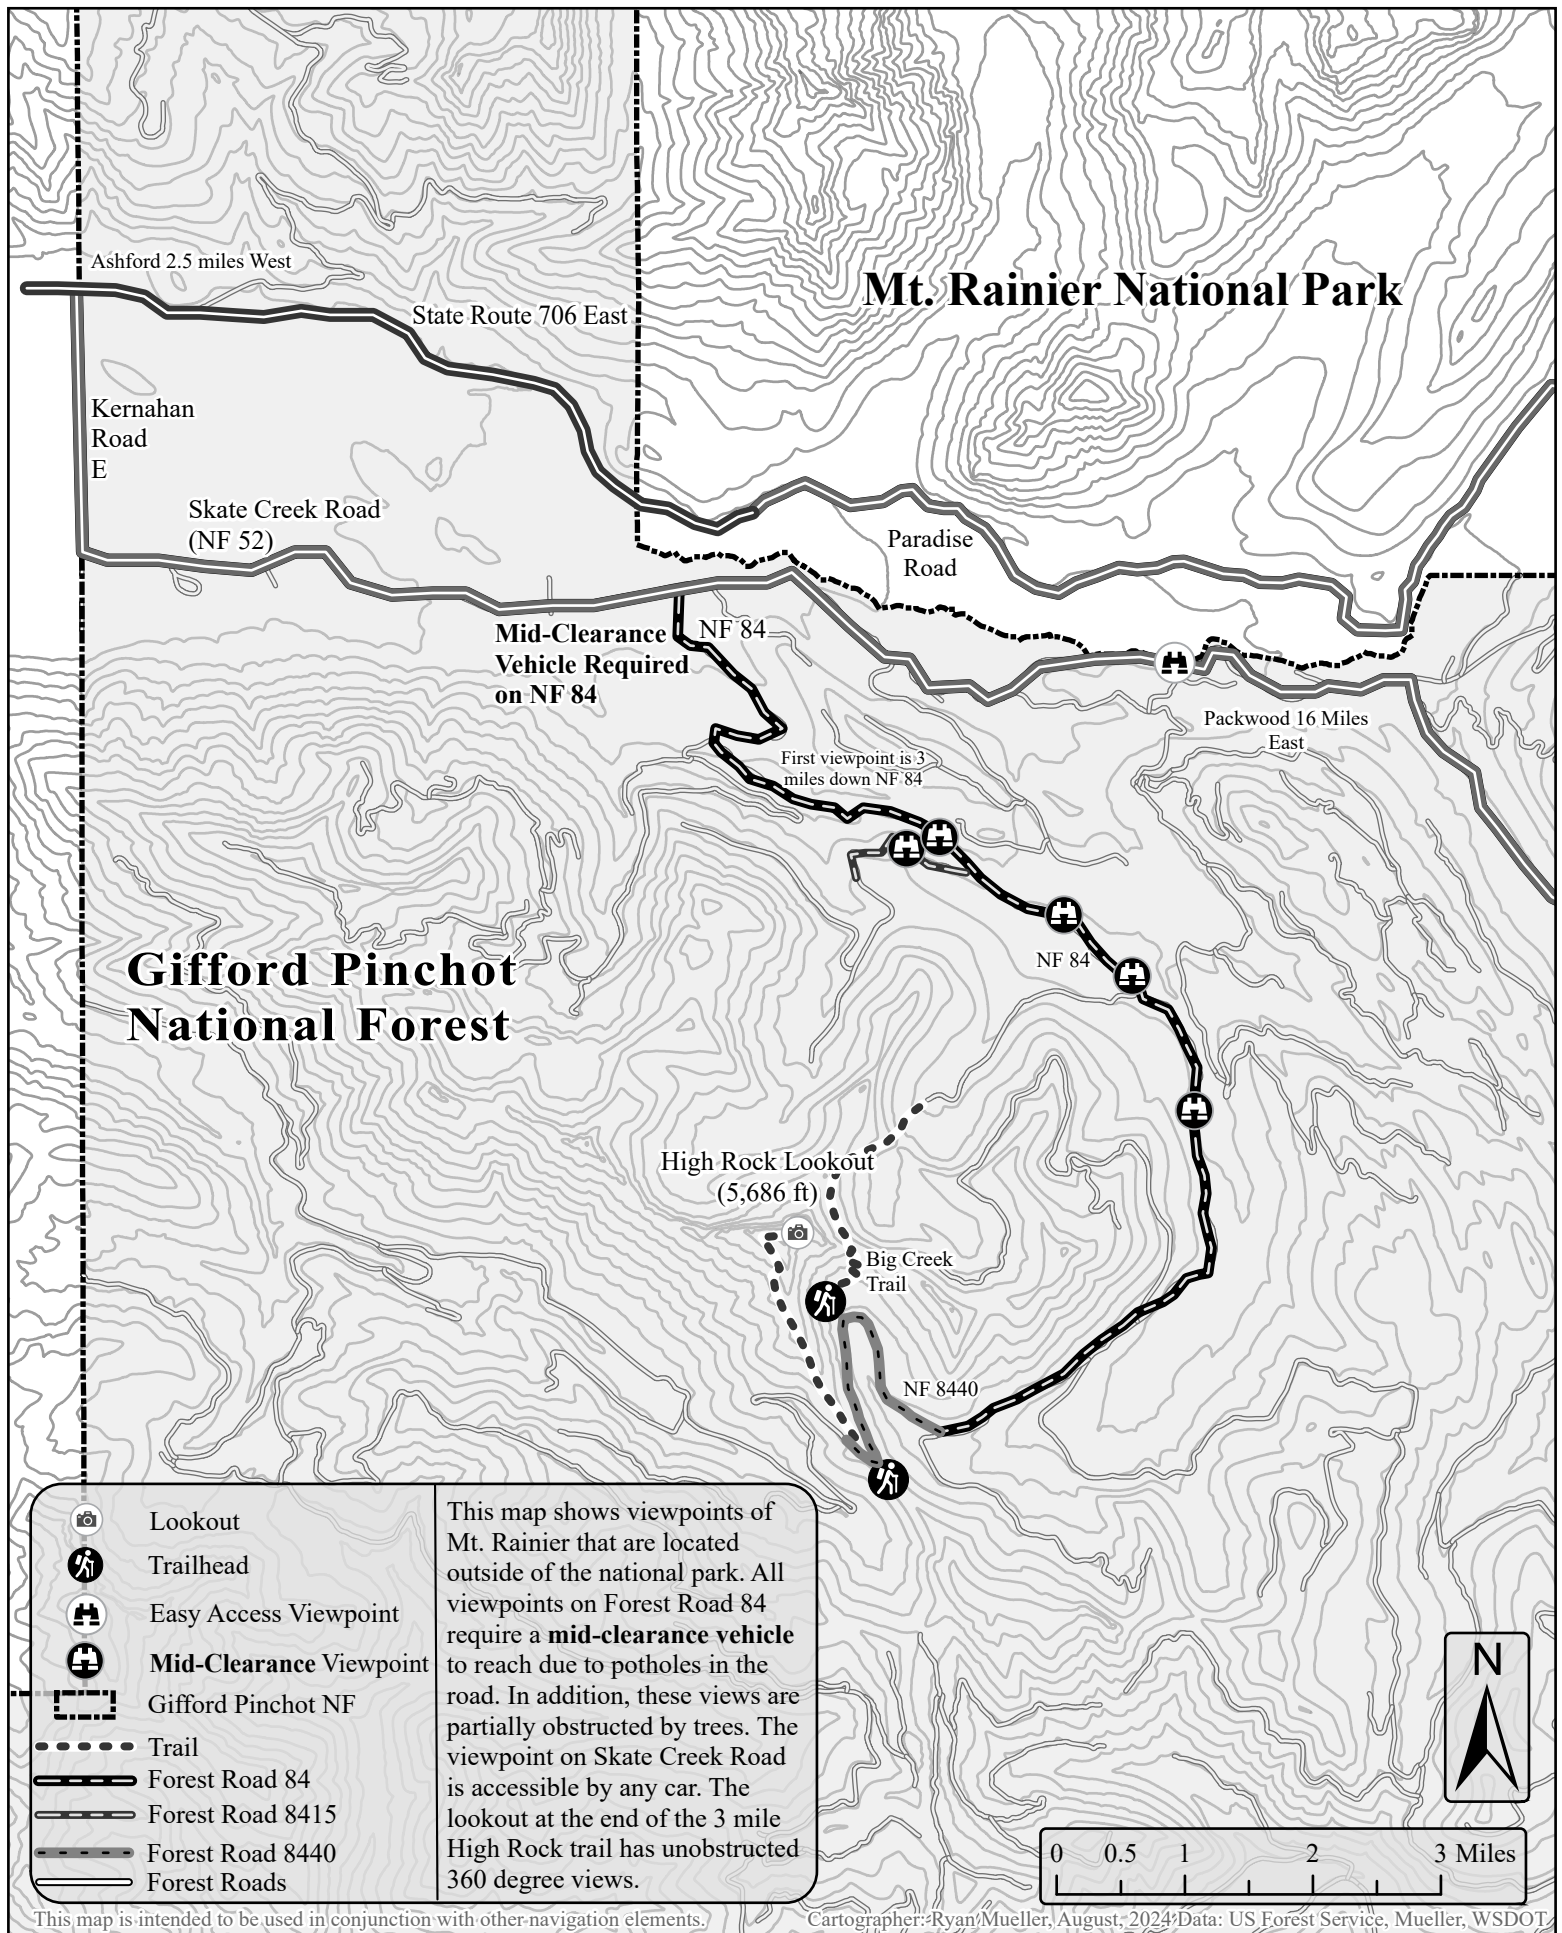 Ashford 2.5 miles West
State Route 706 East
Mt. Rainier National Park
Kernahan
Road
E
Skate Creek Road
(NF 52)
Paradise
Road
Mid-Clearance
Vehicle Required
on NF 84
NF 84
Packwood 16 Miles
East
First viewpoint is 3
miles down NF 84
NF 84
Gifford Pinchot
National Forest
High Rock Lookout
(5,686 ft)
Big Creek
Trail
NF 8440
Lookout
Trailhead
Easy Access Viewpoint
Mid-Clearance Viewpoint
Gifford Pinchot NF
Trail
Forest Road 84
Forest Road 8415
Forest Road 8440
Forest Roads
This map shows viewpoints of
Mt. Rainier that are located
outside of the national park. All
viewpoints on Forest Road 84
require a mid-clearance vehicle
to reach due to potholes in the
road. In addition, these views are
partially obstructed by trees. The
viewpoint on Skate Creek Road
is accessible by any car. The
lookout at the end of the 3 mile
High Rock trail has unobstructed
360 degree views.
N
0 0.5 1 2 3 Miles
This map is intended to be used in conjunction with other navigation elements.
Cartographer: Ryan Mueller, August, 2024 Data: US Forest Service, Mueller, WSDOT